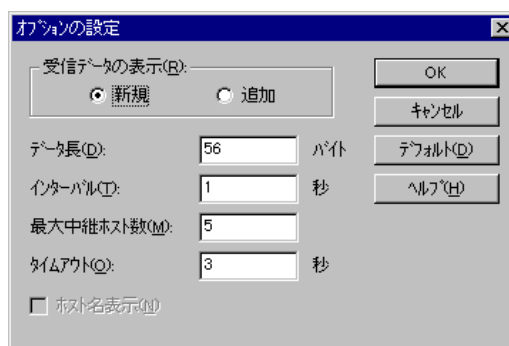 ｵﾌﾟｼｮﾝの設定
受信ﾃﾞｰﾀの表示(R):
新規 追加
ﾃﾞｰﾀ長(D): 56 ﾊﾞｲﾄ
ｲﾝﾀｰﾊﾞﾙ(T): 1 秒
最大中継ﾎｽﾄ数(M): 5
ﾀｲﾑｱｳﾄ(O): 3 秒
ﾎｽﾄ名表示(N)
OK
ｷｬﾝｾﾙ
ﾃﾞﾌｫﾙﾄ(D)
ﾍﾙﾌﾟ(H)